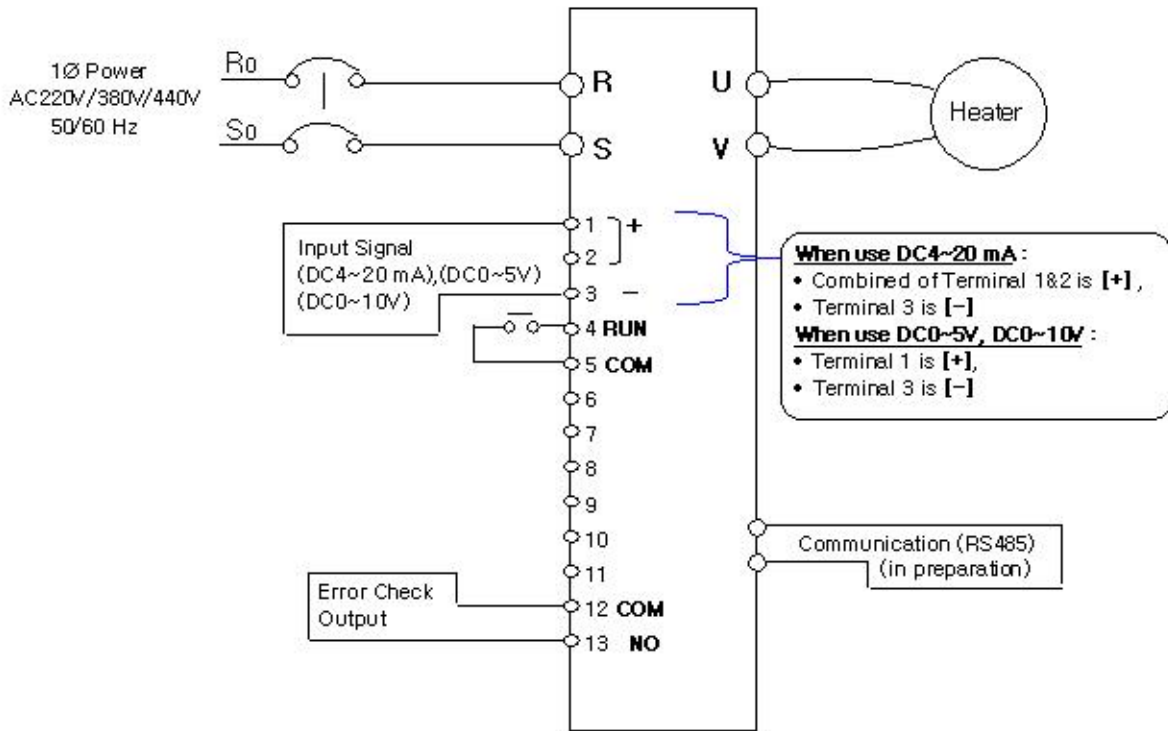 1Ø Power
AC220V/380V/440V
50/60 Hz
Ro
So
R
S
U
V
Heater
Input Signal
(DC4~20 mA),(DC0~5V)
(DC0~10V)
1
+
2
3 −
4 RUN
5 COM
6
7
8
9
10
11
12 COM
13 NO
When use DC4~20 mA :
• Combined of Terminal 1&2 is [+] ,
• Terminal 3 is [−]
When use DC0~5V, DC0~10V :
• Terminal 1 is [+],
• Terminal 3 is [−]
Communication (RS485)
(in preparation)
Error Check
Output